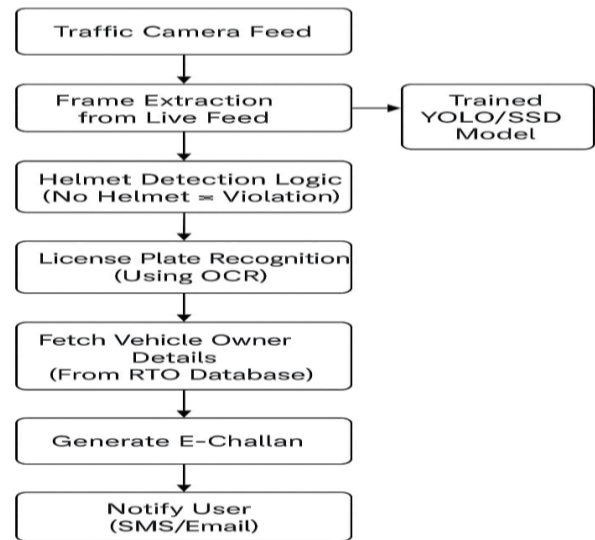 Traffic Camera Feed
Frame Extraction
from Live Feed
Trained
YOLO/SSD
Model
Helmet Detection Logic
(No Helmet = Violation)
License Plate Recognition
(Using OCR)
Fetch Vehicle Owner
Details
(From RTO Database)
Generate E-Challan
Notify User
(SMS/Email)